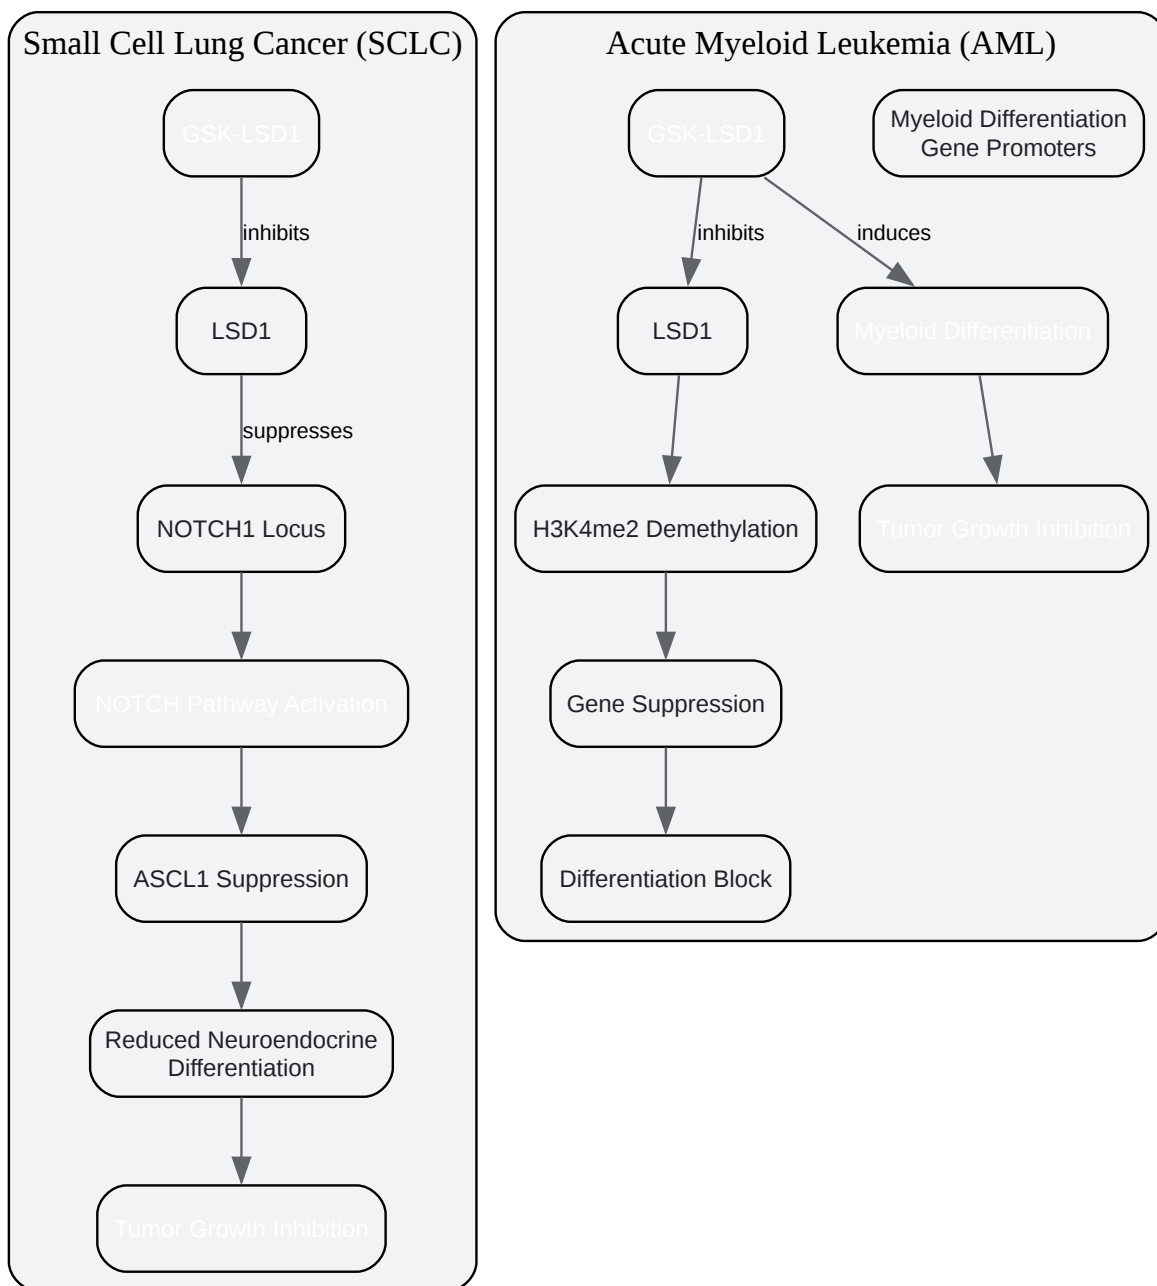 Small Cell Lung Cancer (SCLC)
GSK-LSD1
inhibits
LSD1
suppresses
NOTCH1 Locus
NOTCH Pathway Activation
ASCL1 Suppression
Reduced Neuroendocrine
Differentiation
Tumor Growth Inhibition
Acute Myeloid Leukemia (AML)
GSK-LSD1
Myeloid Differentiation
Gene Promoters
inhibits
induces
LSD1
Myeloid Differentiation
H3K4me2 Demethylation
Tumor Growth Inhibition
Gene Suppression
Differentiation Block